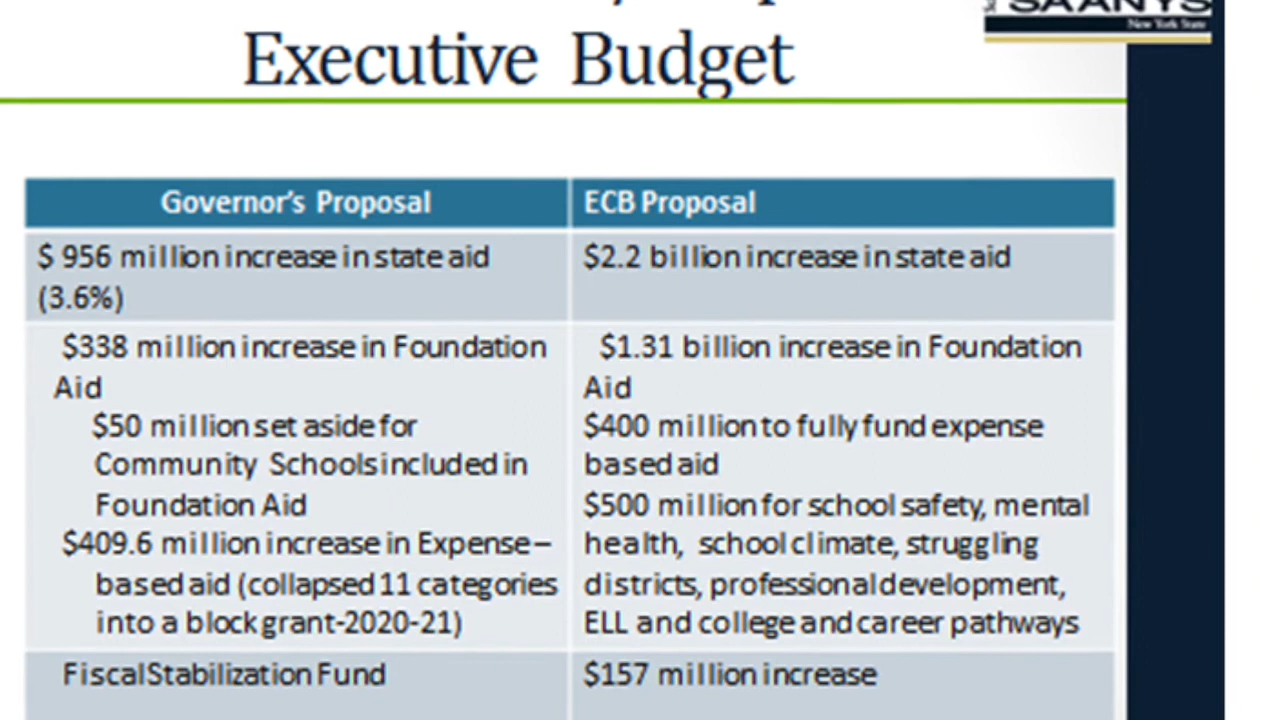 SAANYS
New York State
Executive Budget
Governor's Proposal
ECB Proposal
$ 956 million increase in state aid
(3.6%)
$2.2 billion increase in state aid
$338 million increase in Foundation
Aid
$50 million set aside for
Community Schools included in
Foundation Aid
$409.6 million increase in Expense–
based aid (collapsed 11 categories
into a block grant-2020-21)
$1.31 billion increase in Foundation
Aid
$400 million to fully fund expense
based aid
$500 million for school safety, mental
health, school climate, struggling
districts, professional development,
ELL and college and career pathways
Fiscal Stabilization Fund
$157 million increase